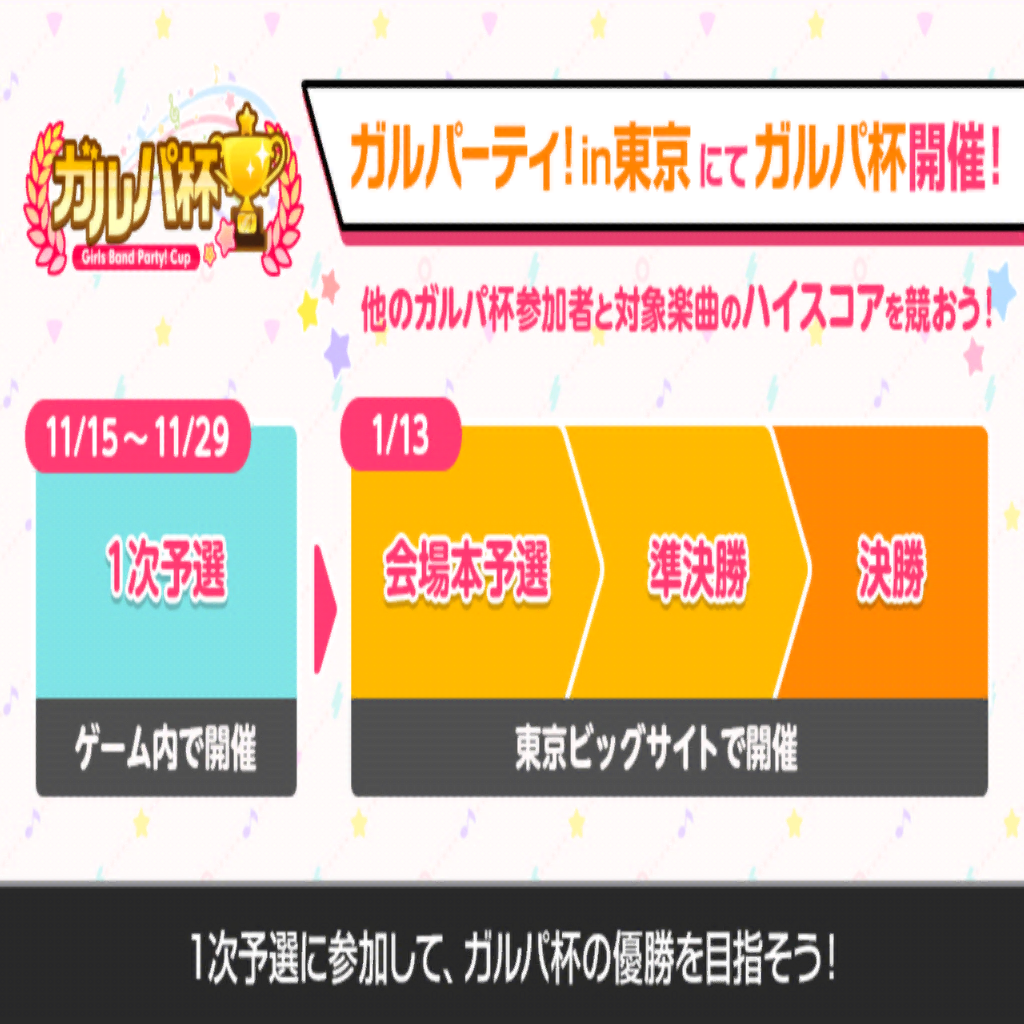 ガルパ杯
Girls Band Party! Cup
ガルパーティ!in東京にてガルパ杯開催!
他のガルパ杯参加者と対象楽曲のハイスコアを競おう!
11/15～11/29
1次予選
ゲーム内で開催
1/13
会場本予選
準決勝
決勝
東京ビッグサイトで開催
1次予選に参加して、ガルパ杯の優勝を目指そう!